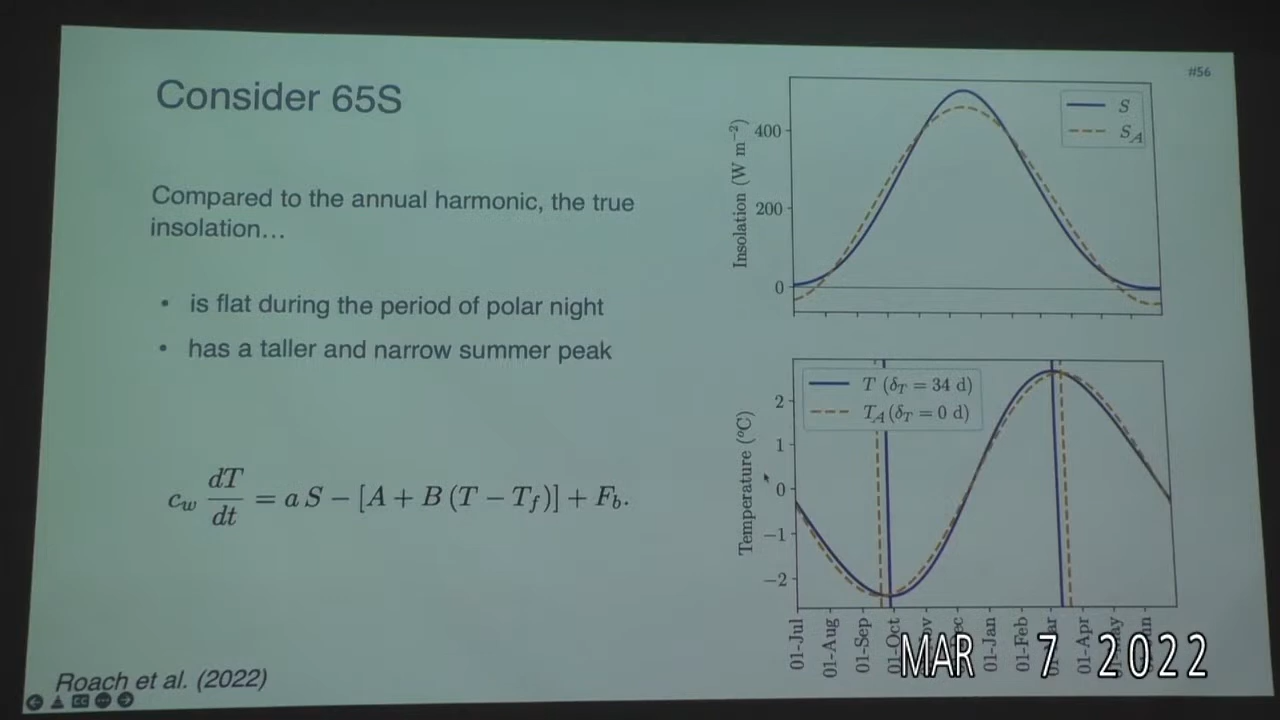 #56
Consider 65S
Compared to the annual harmonic, the true
insolation…
• is flat during the period of polar night
• has a taller and narrow summer peak
c_w dT/dt = a S − [A + B (T − T_f)] + F_b.
Roach et al. (2022)
Insolation (W m⁻²)
400
200
0
S
S_A
Temperature (°C)
2
1
0
−1
−2
T (δ_T = 34 d)
T_A (δ_T = 0 d)
01-Jul
01-Aug
01-Sep
01-Oct
01-Jan
01-Feb
01-Apr
MAR 7 2022